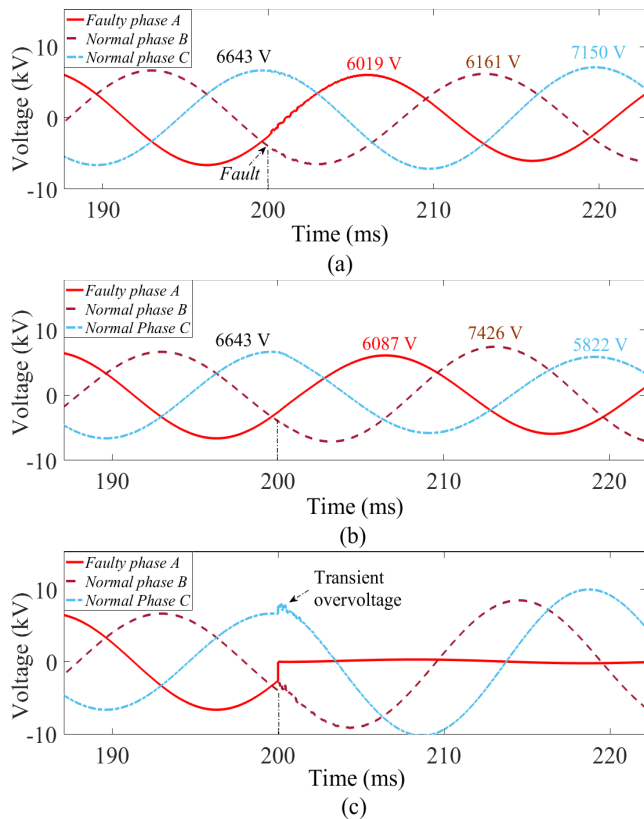 Faulty phase A
Normal phase B
Normal phase C
6643 V
6019 V
6161 V
7150 V
10
0
-10
Voltage (kV)
Fault
190
200
210
220
Time (ms)
(a)
Faulty phase A
Normal phase B
Normal Phase C
6643 V
6087 V
7426 V
5822 V
10
0
-10
Voltage (kV)
190
200
210
220
Time (ms)
(b)
Faulty phase A
Normal phase B
Normal Phase C
Transient
overvoltage
10
0
-10
Voltage (kV)
190
200
210
220
Time (ms)
(c)